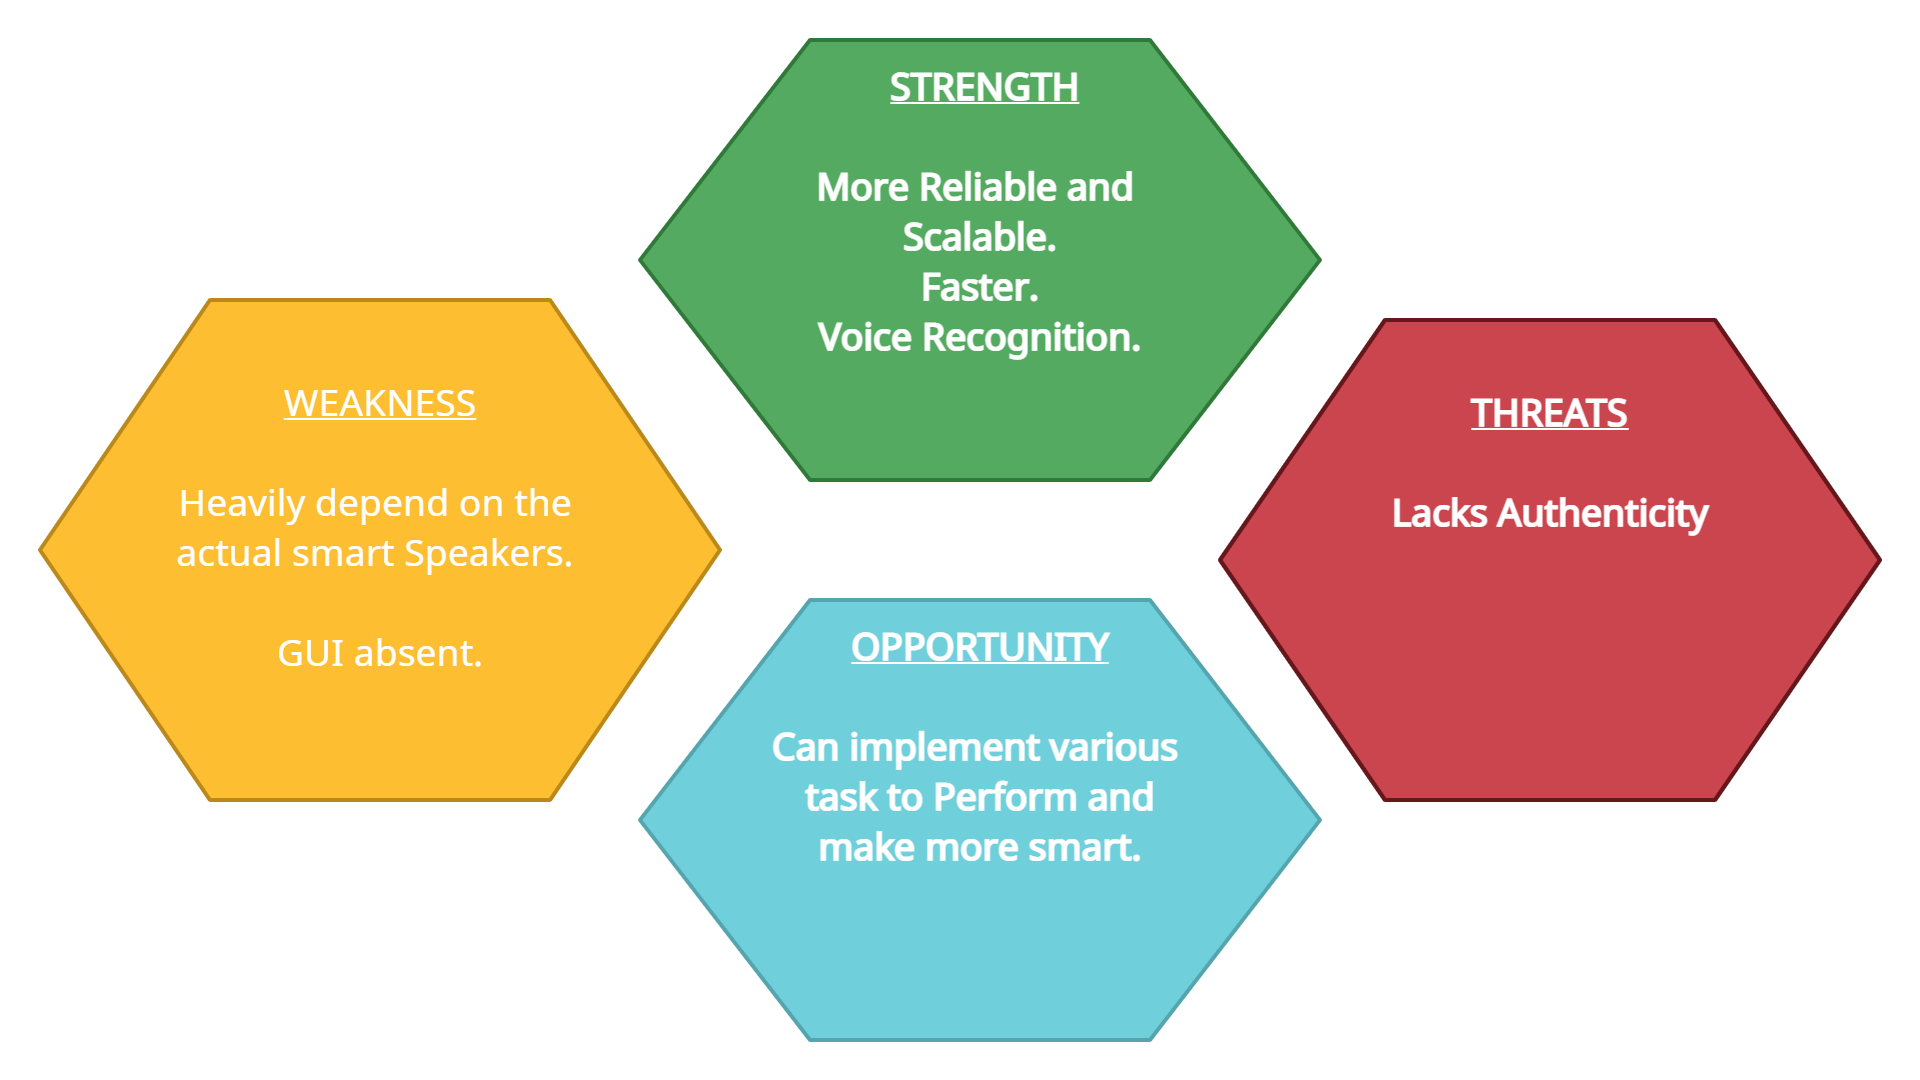 STRENGTH
More Reliable and
Scalable.
Faster.
Voice Recognition.
WEAKNESS
Heavily depend on the
actual smart Speakers.
GUI absent.
THREATS
Lacks Authenticity
OPPORTUNITY
Can implement various
task to Perform and
make more smart.